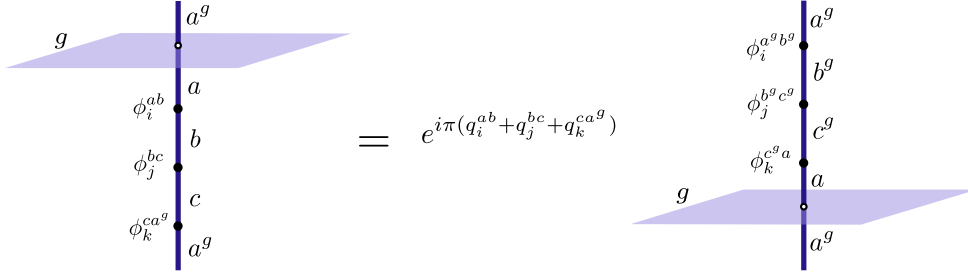 a^g
g
a
ϕ_i^{ab}
b
ϕ_j^{bc}
c
ϕ_k^{ca^g}
a^g
= e^{iπ(q_i^{ab}+q_j^{bc}+q_k^{ca^g})}
a^g
ϕ_i^{a^g b^g}
b^g
ϕ_j^{b^g c^g}
c^g
ϕ_k^{c^g a}
a
g
a^g